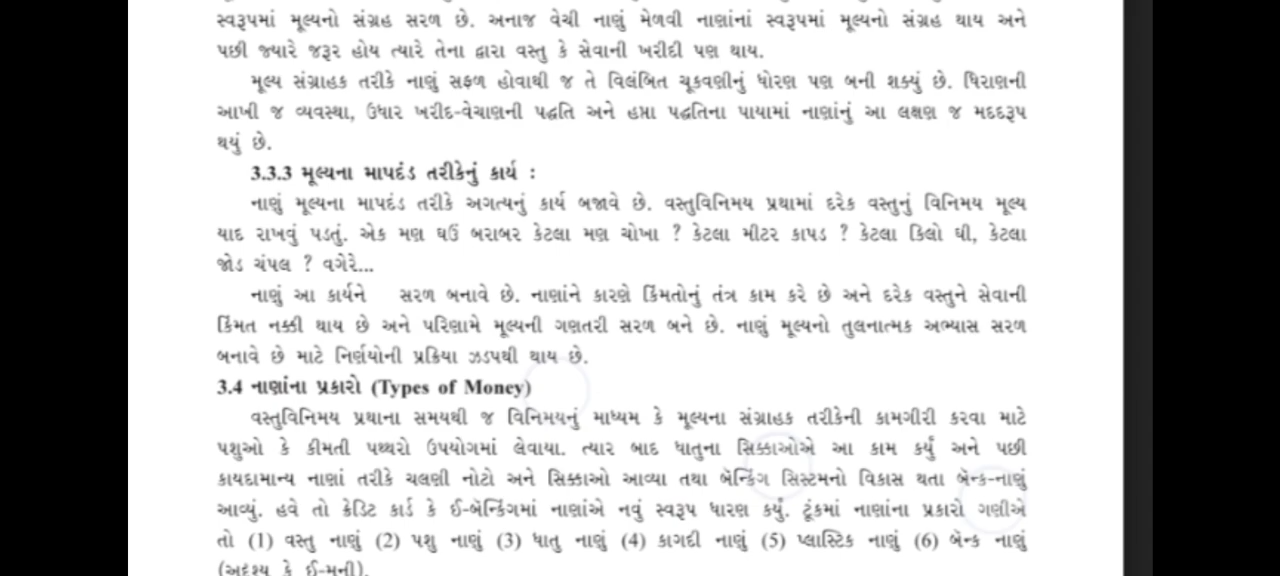 સ્વરૂપમાં મૂલ્યનો સંગ્રહ સરળ છે. અનાજ વેચી નાણું મેળવી નાણાંનાં સ્વરૂપમાં મૂલ્યનો સંગ્રહ થાય અને
પછી જ્યારે જરૂર હોય ત્યારે તેના દ્વારા વસ્તુ કે સેવાની ખરીદી પણ થાય.
મૂલ્ય સંગ્રાહક તરીકે નાણું સફળ હોવાથી જ તે વિલંબિત ચૂકવણીનું ધોરણ પણ બની શક્યું છે. ધિરાણની
આખી જ વ્યવસ્થા, ઉધાર ખરીદ-વેચાણની પદ્ધતિ અને હપ્તા પદ્ધતિના પાયામાં નાણાંનું આ લક્ષણ જ મદદરૂપ
થયું છે.
3.3.3 મૂલ્યના માપદંડ તરીકેનું કાર્ય :
નાણું મૂલ્યના માપદંડ તરીકે અગત્યનું કાર્ય બજાવે છે. વસ્તુવિનિમય પ્રથામાં દરેક વસ્તુનું વિનિમય મૂલ્ય
યાદ રાખવું પડતું. એક મણ ઘઉં બરાબર કેટલા મણ ચોખા ? કેટલા મીટર કાપડ ? કેટલા કિલો ઘી, કેટલા
જોડ ચંપલ ? વગેરે...
નાણું આ કાર્યને સરળ બનાવે છે. નાણાંને કારણે કિંમતોનું તંત્ર કામ કરે છે અને દરેક વસ્તુને સેવાની
કિંમત નક્કી થાય છે અને પરિણામે મૂલ્યની ગણતરી સરળ બને છે. નાણું મૂલ્યનો તુલનાત્મક અભ્યાસ સરળ
બનાવે છે માટે નિર્ણયોની પ્રક્રિયા ઝડપથી થાય છે.
3.4 નાણાંના પ્રકારો (Types of Money)
વસ્તુવિનિમય પ્રથાના સમયથી જ વિનિમયનું માધ્યમ કે મૂલ્યના સંગ્રાહક તરીકેની કામગીરી કરવા માટે
પશુઓ કે કીમતી પથ્થરો ઉપયોગમાં લેવાયા. ત્યાર બાદ ધાતુના સિક્કાઓએ આ કામ કર્યું અને પછી
કાયદામાન્ય નાણાં તરીકે ચલણી નોટો અને સિક્કાઓ આવ્યા તથા બૅન્કિંગ સિસ્ટમનો વિકાસ થતા બૅન્ક-નાણું
આવ્યું. હવે તો ક્રેડિટ કાર્ડ કે ઈ-બૅન્કિંગમાં નાણાંએ નવું સ્વરૂપ ધારણ કર્યું. ટૂંકમાં નાણાંના પ્રકારો ગણીએ
તો (1) વસ્તુ નાણું (2) પશુ નાણું (3) ધાતુ નાણું (4) કાગદી નાણું (5) પ્લાસ્ટિક નાણું (6) બૅન્ક નાણું
(અદૃશ્ય કે ઈ-મની).